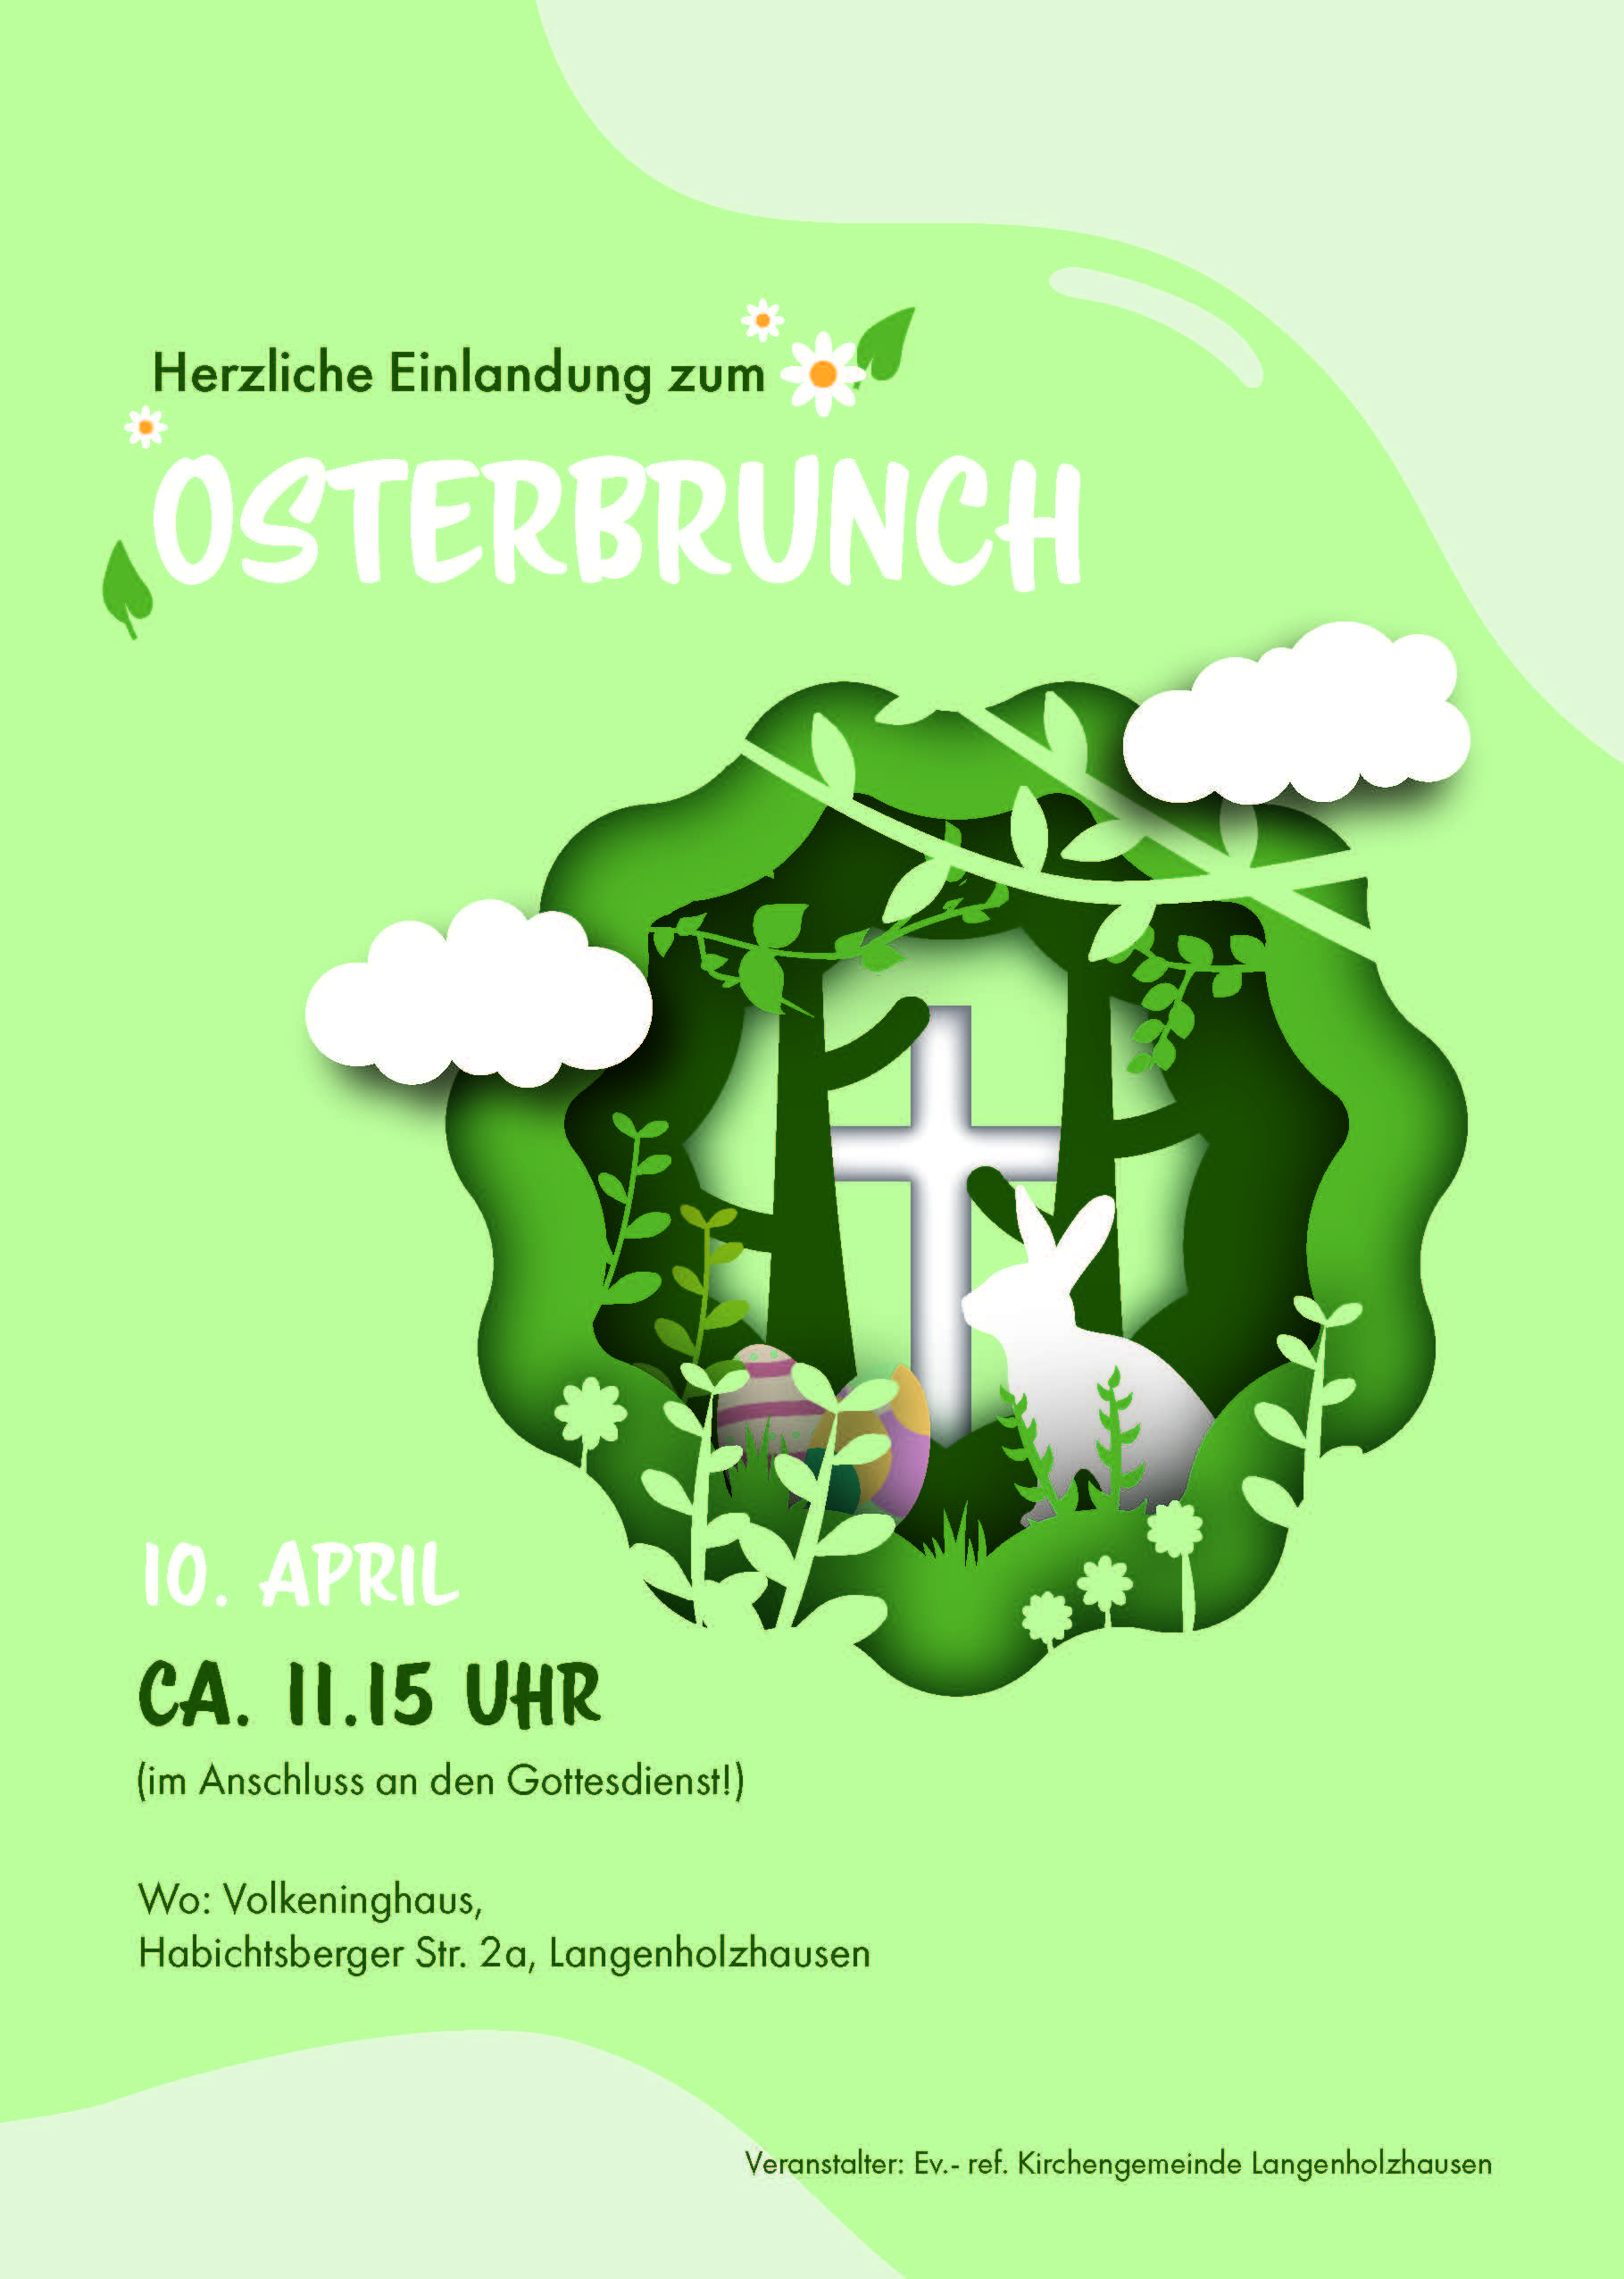 Herzliche Einlandung zum
OSTERBRUNCH
10. APRIL
CA. 11.15 UHR
(im Anschluss an den Gottesdienst!)
Wo: Volkeninghaus,
Habichtsberger Str. 2a, Langenholzhausen
Veranstalter: Ev.- ref. Kirchengemeinde Langenholzhausen